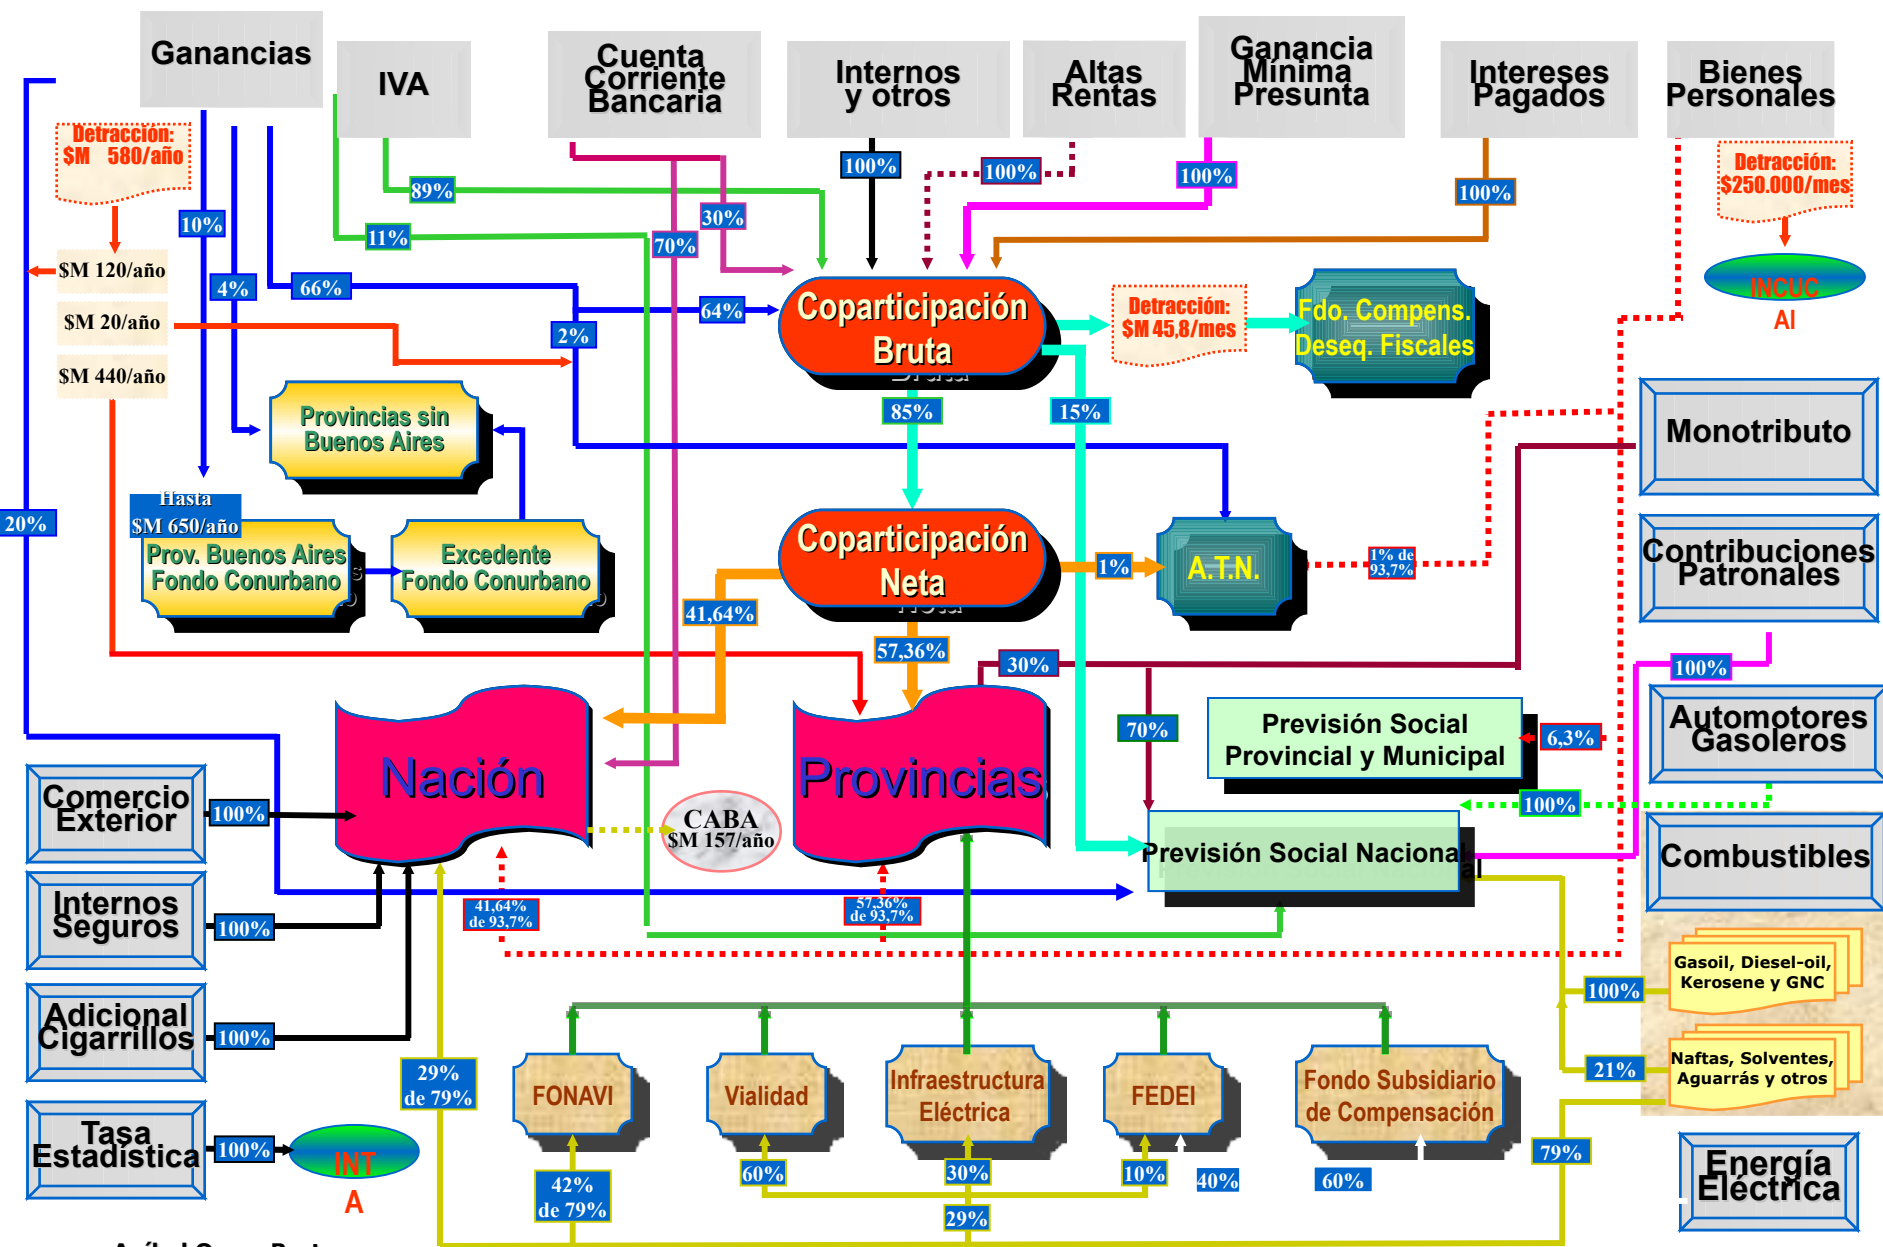 Ganancias
IVA
Cuenta
Corriente
Bancaria
Internos
y otros
Altas
Rentas
Ganancia
Mínima
Presunta
Intereses
Pagados
Bienes
Personales
Detracción:
$M 580/año
Detracción:
$250.000/mes
100%
100%
100%
100%
89%
10%
30%
11%
70%
$M 120/año
4%
66%
INCUC
AI
$M 20/año
64%
2%
Coparticipación
Bruta
Detracción:
$M 45,8/mes
Fdo. Compens.
Deseq. Fiscales
$M 440/año
85%
15%
Provincias sin
Buenos Aires
Monotributo
Hasta
$M 650/año
20%
Prov. Buenos Aires
Fondo Conurbano
Excedente
Fondo Conurbano
Coparticipación
Neta
1%
A.T.N.
1% de
93,7%
Contribuciones
Patronales
41,64%
57,36%
30%
100%
70%
Previsión Social
Provincial y Municipal
6,3%
Automotores
Gasoleros
Nación
Provincias
Comercio
Exterior
100%
CABA
$M 157/año
100%
Previsión Social Nacional
Combustibles
Internos
Seguros
100%
41,64%
de 93,7%
57,36%
de 93,7%
Gasoil, Diesel-oil,
Kerosene y GNC
100%
Adicional
Cigarrillos
100%
Naftas, Solventes,
Aguarrás y otros
21%
29%
de 79%
FONAVI
Vialidad
Infraestructura
Eléctrica
FEDEI
Fondo Subsidiario
de Compensación
Tasa
Estadistica
100%
INT
A
42%
de 79%
60%
30%
10%
40%
60%
79%
29%
Energía
Eléctrica